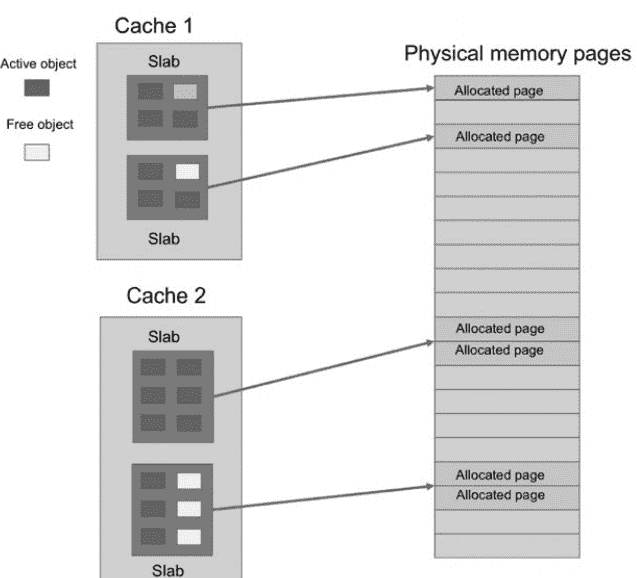 Cache 1
Active object
Free object
Slab
Slab
Physical memory pages
Allocated page
Allocated page
Cache 2
Slab
Slab
Allocated page
Allocated page
Allocated page
Allocated page